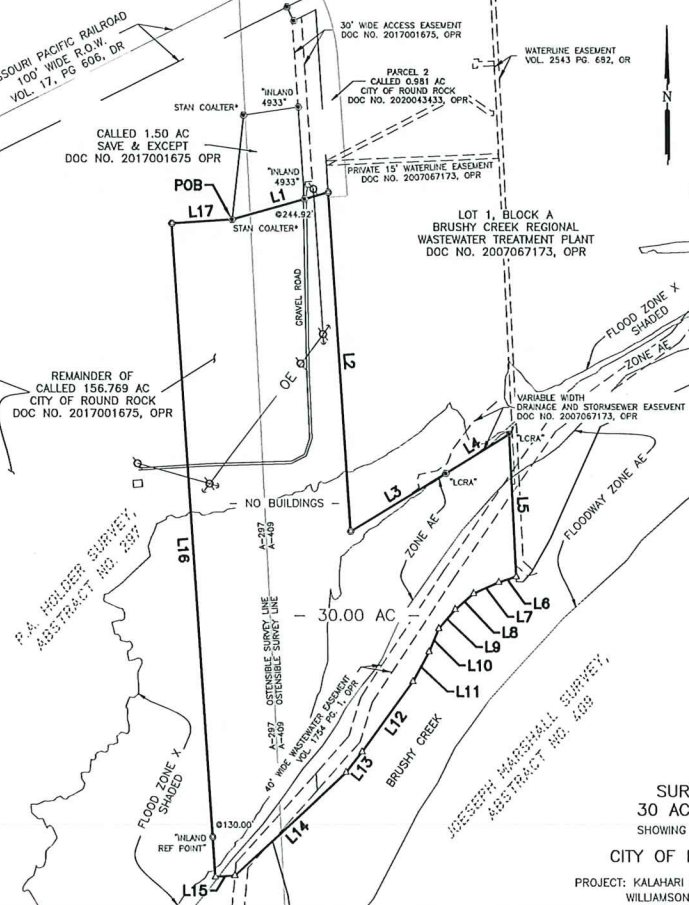 SSOURI PACIFIC RAILROAD
100' WIDE R.O.W.
VOL. 17, PG 606, DR
30' WIDE ACCESS EASEMENT
DOC NO. 2017001675, OPR
WATERLINE EASEMENT
VOL. 2543 PG. 682, OR
N
PARCEL 2
CALLED 0.981 AC
CITY OF ROUND ROCK
DOC NO. 2020043433, OPR
"INLAND
4933"
STAN COALTER*
CALLED 1.50 AC
SAVE & EXCEPT
DOC NO. 2017001675 OPR
PRIVATE 15' WATERLINE EASEMENT
DOC NO. 2007067173, OPR
"INLAND
4933"
POB
L1
L17
@244.92'
STAN COALTER*
LOT 1, BLOCK A
BRUSHY CREEK REGIONAL
WASTEWATER TREATMENT PLANT
DOC NO. 2007067173, OPR
GRAVEL ROAD
FLOOD ZONE X
SHADED
ZONE AE
L2
OE
REMAINDER OF
CALLED 156.769 AC
CITY OF ROUND ROCK
DOC NO. 2017001675, OPR
VARIABLE WIDTH
DRAINAGE AND STORMSEWER EASEMENT
DOC NO. 2007067173, OPR
L4
"LCRA"
"LCRA"
L3
L5
NO BUILDINGS
A-297
A-409
ZONE AE
FLOODWAY ZONE AE
L16
P.A. HOLDER SURVEY,
ABSTRACT NO. 297
L6
L7
L8
L9
L10
L11
30.00 AC
OSTENSIBLE SURVEY LINE
OSTENSIBLE SURVEY LINE
A-297
A-409
40' WIDE WASTEWATER EASEMENT
VOL. 1754 PG. 1, OPR
L12
BRUSHY CREEK
L13
JOESEPH MARSHALL SURVEY,
ABSTRACT NO. 409
FLOOD ZONE X
SHADED
@130.00'
"INLAND
REF POINT"
L14
L15
SUR
30 AC
SHOWING
CITY OF
PROJECT: KALAHARI
WILLIAMSON